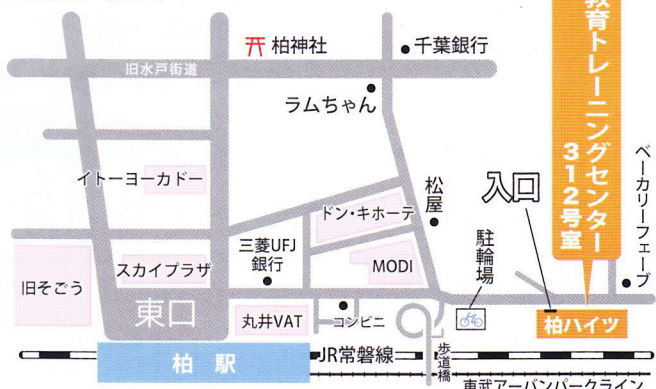 柏神社
千葉銀行
旧水戸街道
ラムちゃん
教育トレーニングセンター
312号室
イトーヨーカドー
ドン・キホーテ
松屋
入口
ベーカリーフェーブ
三菱UFJ
銀行
駐輪場
旧そごう
スカイプラザ
MODI
東口
丸井VAT
コンビニ
柏ハイツ
柏 駅
JR常磐線
歩道橋
東武アーバンパークライン